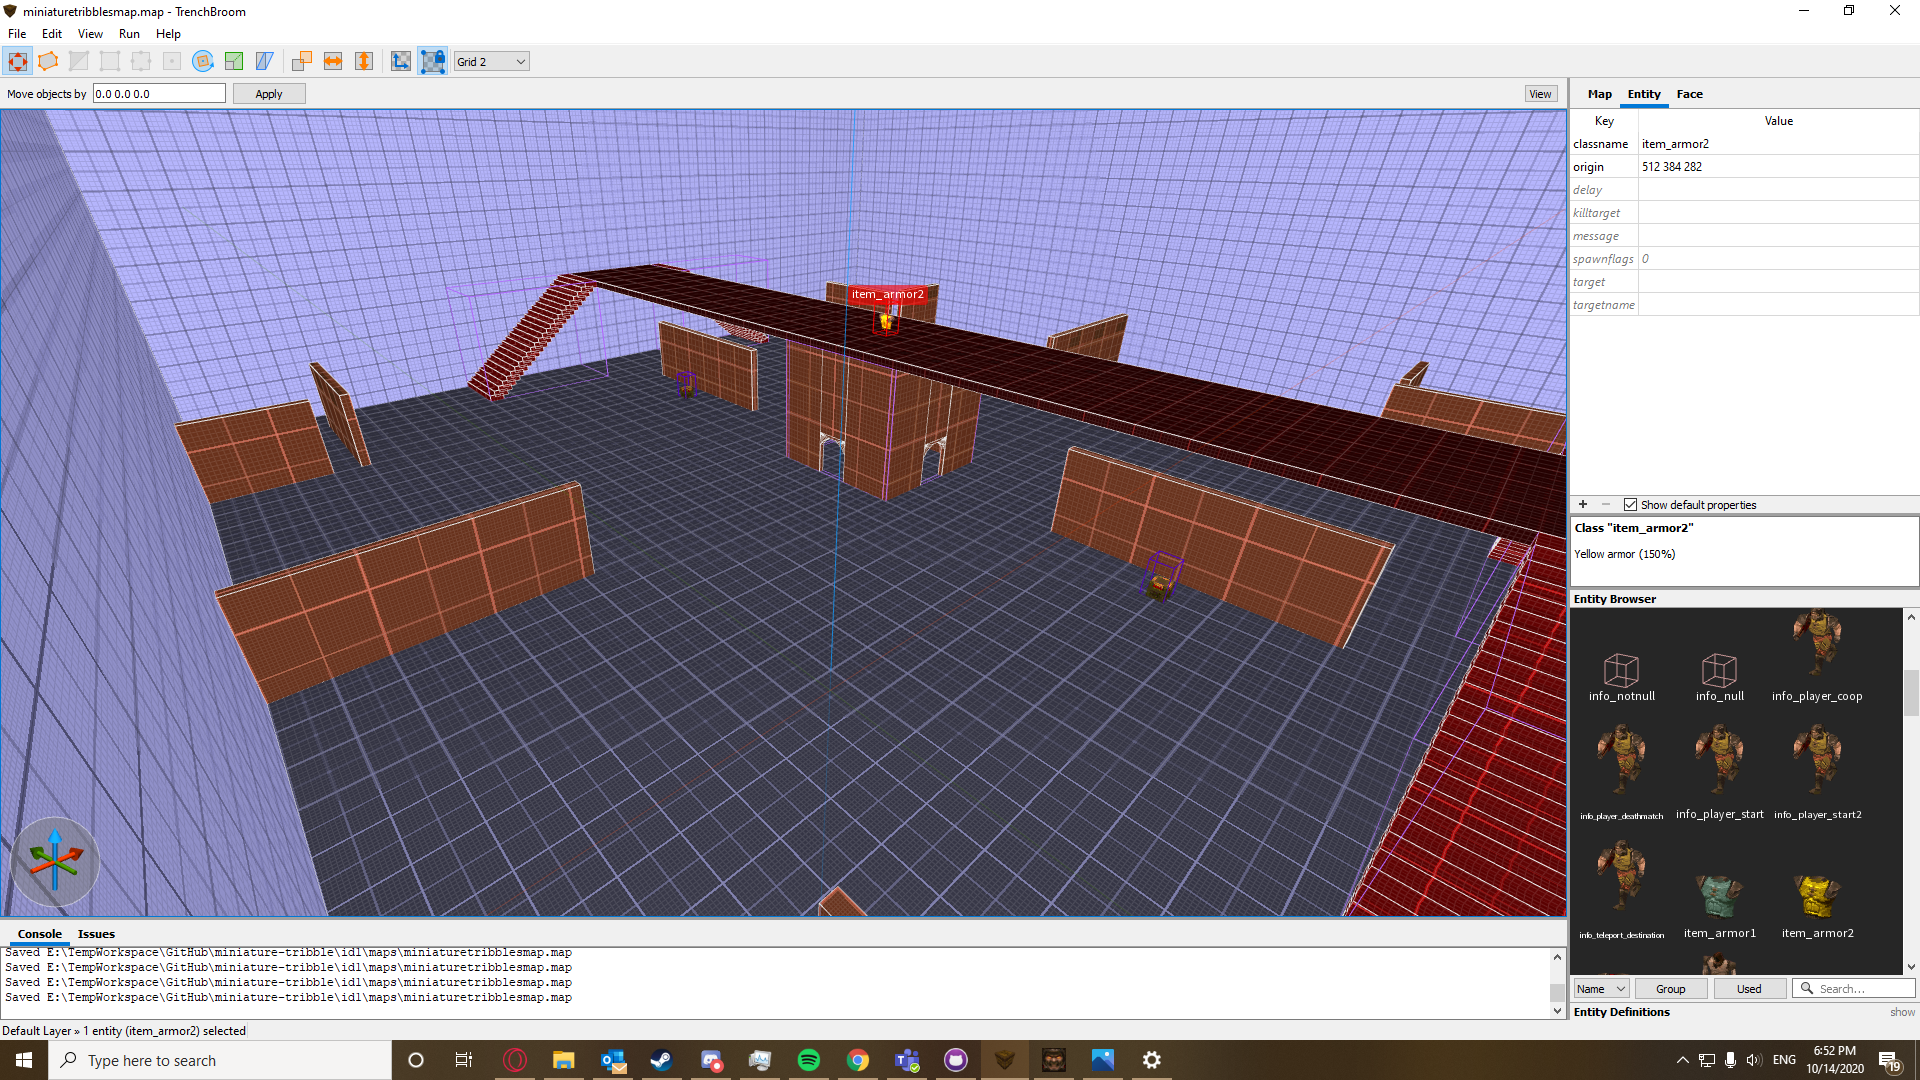 miniaturetribblesmap.map - TrenchBroom
File Edit View Run Help
Grid 2
Move objects by 0.0 0.0 0.0 Apply View
item_armor2
Map Entity Face
Key Value
classname item_armor2
origin 512 384 282
delay
killtarget
message
spawnflags 0
target
targetname
+ − Show default properties
Class "item_armor2"
Yellow armor (150%)
Entity Browser
info_notnull info_null info_player_coop
info_player_deathmatch info_player_start info_player_start2
info_teleport_destination item_armor1 item_armor2
Name Group Used Search...
Entity Definitions show
Console Issues
Saved E:\TempWorkspace\GitHub\miniature-tribble\id1\maps\miniaturetribblesmap.map
Saved E:\TempWorkspace\GitHub\miniature-tribble\id1\maps\miniaturetribblesmap.map
Saved E:\TempWorkspace\GitHub\miniature-tribble\id1\maps\miniaturetribblesmap.map
Saved E:\TempWorkspace\GitHub\miniature-tribble\id1\maps\miniaturetribblesmap.map
Default Layer » 1 entity (item_armor2) selected
Type here to search
ENG
6:52 PM
10/14/2020
19